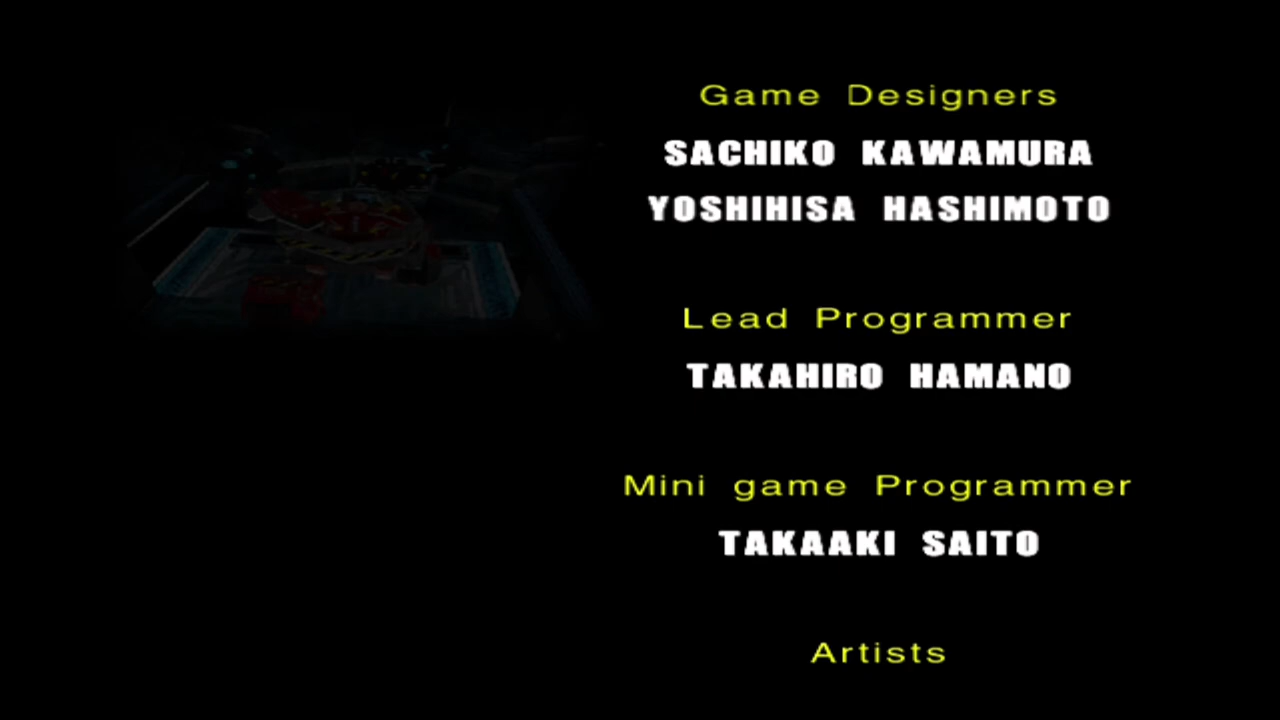 Game Designers
SACHIKO KAWAMURA
YOSHIHISA HASHIMOTO
Lead Programmer
TAKAHIRO HAMANO
Mini game Programmer
TAKAAKI SAITO
Artists